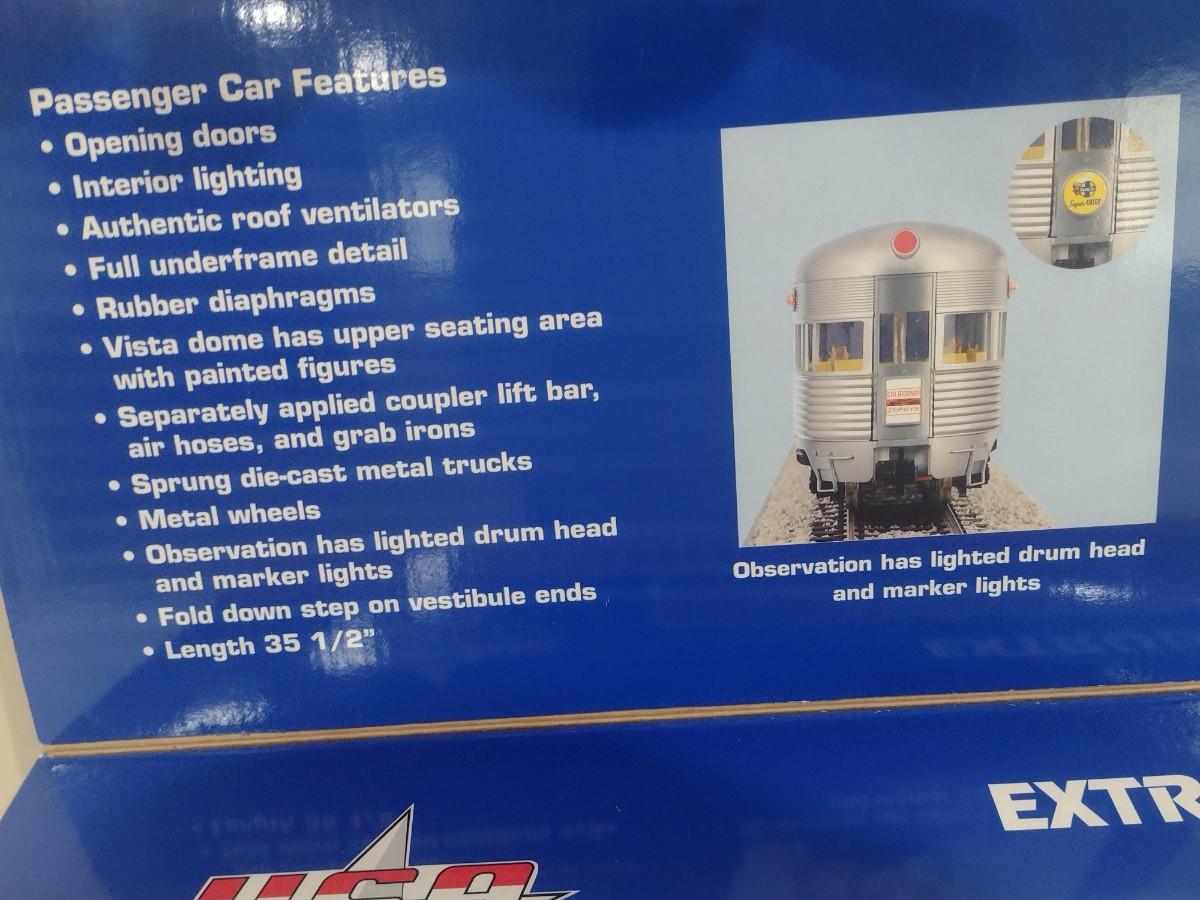 Passenger Car Features
• Opening doors
• Interior lighting
• Authentic roof ventilators
• Full underframe detail
• Rubber diaphragms
• Vista dome has upper seating area
with painted figures
• Separately applied coupler lift bar,
air hoses, and grab irons
• Sprung die-cast metal trucks
• Metal wheels
• Observation has lighted drum head
and marker lights
• Fold down step on vestibule ends
• Length 35 1/2”
Super CHIEF
CALIFORNIA
ZEPHYR
Observation has lighted drum head
and marker lights
EXTR
USA